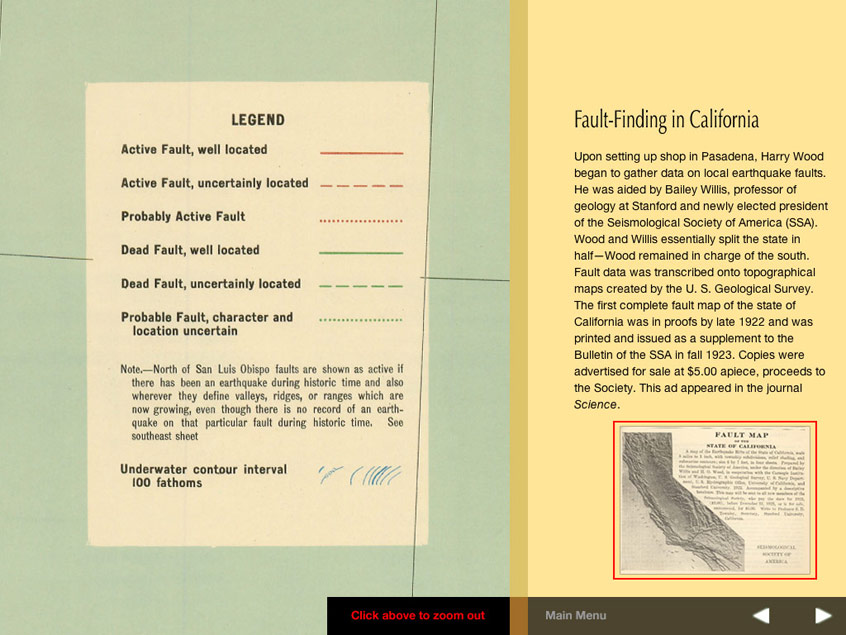 LEGEND
Active Fault, well located
Active Fault, uncertainly located
Probably Active Fault
Dead Fault, well located
Dead Fault, uncertainly located
Probable Fault, character and
location uncertain
Note.—North of San Luis Obispo faults are shown as active if
there has been an earthquake during historic time and also
wherever they define valleys, ridges, or ranges which are
now growing, even though there is no record of an earth-
quake on that particular fault during historic time. See
southeast sheet
Underwater contour interval
100 fathoms
Fault-Finding in California
Upon setting up shop in Pasadena, Harry Wood
began to gather data on local earthquake faults.
He was aided by Bailey Willis, professor of
geology at Stanford and newly elected president
of the Seismological Society of America (SSA).
Wood and Willis essentially split the state in
half—Wood remained in charge of the south.
Fault data was transcribed onto topographical
maps created by the U. S. Geological Survey.
The first complete fault map of the state of
California was in proofs by late 1922 and was
printed and issued as a supplement to the
Bulletin of the SSA in fall 1923. Copies were
advertised for sale at $5.00 apiece, proceeds to
the Society. This ad appeared in the journal
Science.
FAULT MAP
OF THE
STATE OF CALIFORNIA
SEISMOLOGICAL
SOCIETY OF
AMERICA
Click above to zoom out
Main Menu